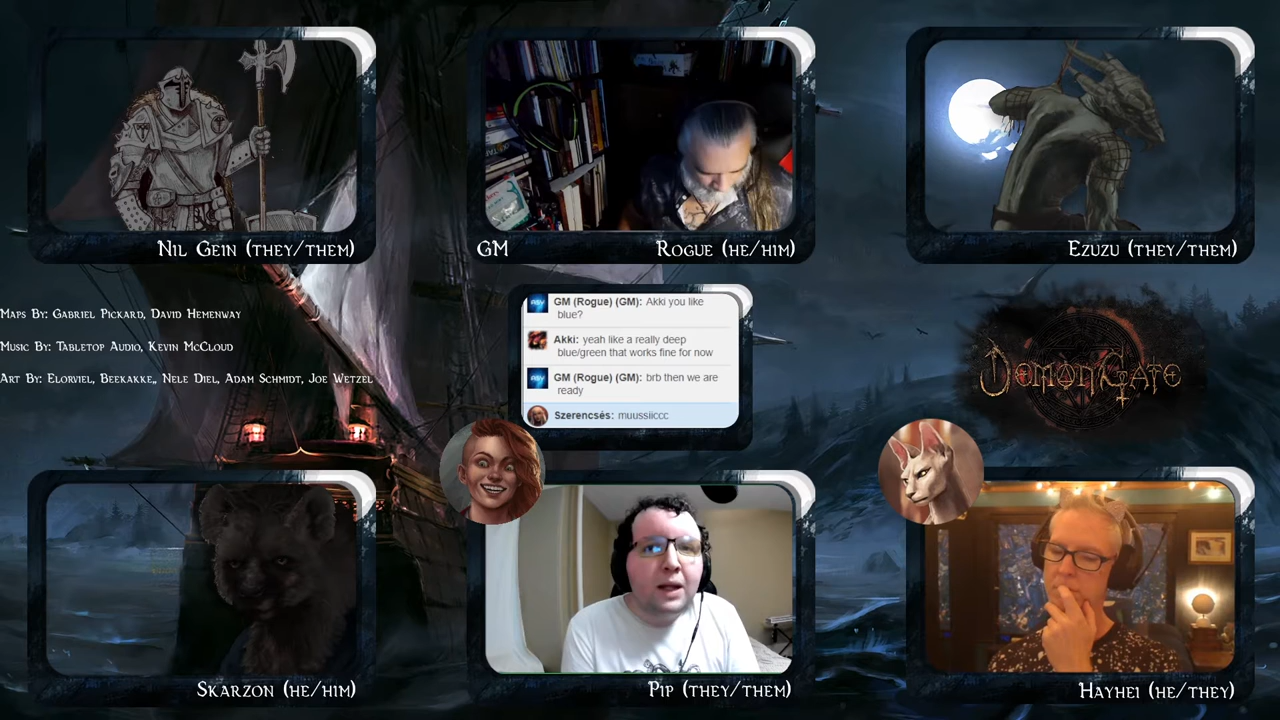 Nil Gein (they/them)
GM Rogue (he/him)
Ezuzu (they/them)
Maps By: Gabriel Pickard, David Hemenway
Music By: Tabletop Audio, Kevin McCloud
Art By: Elorviel, Beekakke,, Nele Diel, Adam Schmidt, Joe Wetzel
GM (Rogue) (GM): Akki you like
blue?
Akki: yeah like a really deep
blue/green that works fine for now
GM (Rogue) (GM): brb then we are
ready
Szerencsés: muussiiccc
DemonGate
Skarzon (he/him)
Pip (they/them)
Hayhei (he/they)